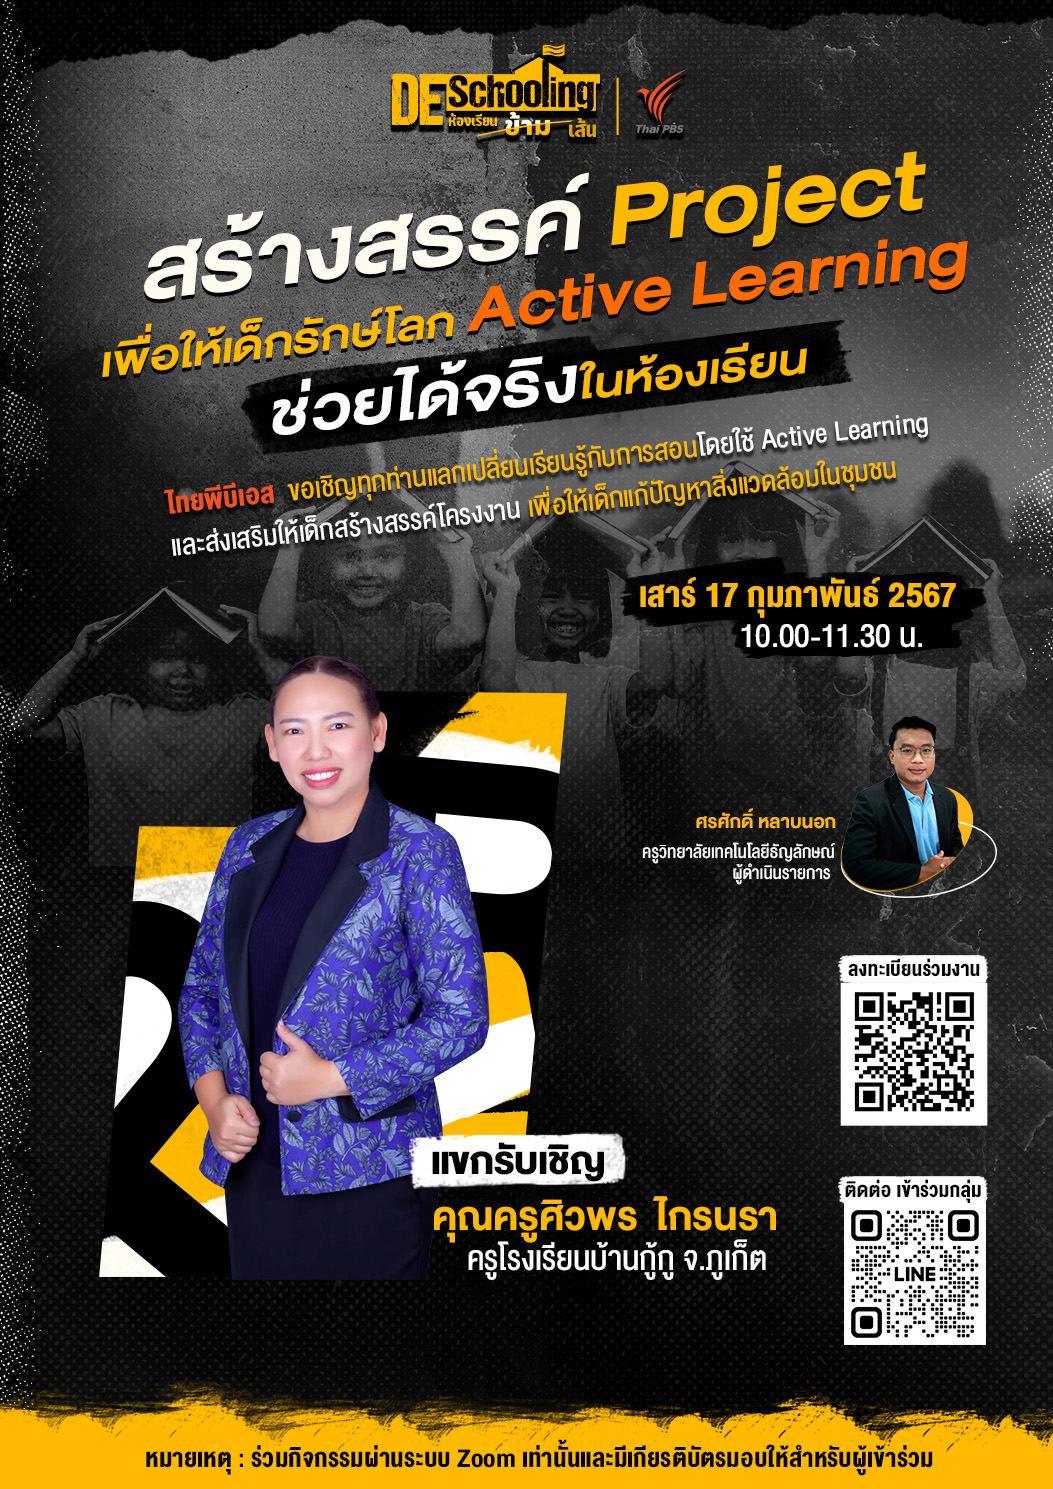 DESchooling
ห้องเรียน ข้าม เส้น
Thai PBS
สร้างสรรค์ Project
เพื่อให้เด็กรักษ์โลก Active Learning
ช่วยได้จริงในห้องเรียน
ไทยพีบีเอส ขอเชิญทุกท่านแลกเปลี่ยนเรียนรู้กับการสอนโดยใช้ Active Learning
และส่งเสริมให้เด็กสร้างสรรค์โครงงาน เพื่อให้เด็กแก้ปัญหาสิ่งแวดล้อมในชุมชน
เสาร์ 17 กุมภาพันธ์ 2567
10.00-11.30 น.
ศรศักดิ์ หลาบนอก
ครูวิทยาลัยเทคโนโลยีธัญลักษณ์
ผู้ดำเนินรายการ
ลงทะเบียนร่วมงาน
แขกรับเชิญ
คุณครูศิวพร ไกรนรา
ครูโรงเรียนบ้านกู้กู จ.ภูเก็ต
ติดต่อ เข้าร่วมกลุ่ม
LINE
หมายเหตุ : ร่วมกิจกรรมผ่านระบบ Zoom เท่านั้นและมีเกียรติบัตรมอบให้สำหรับผู้เข้าร่วม